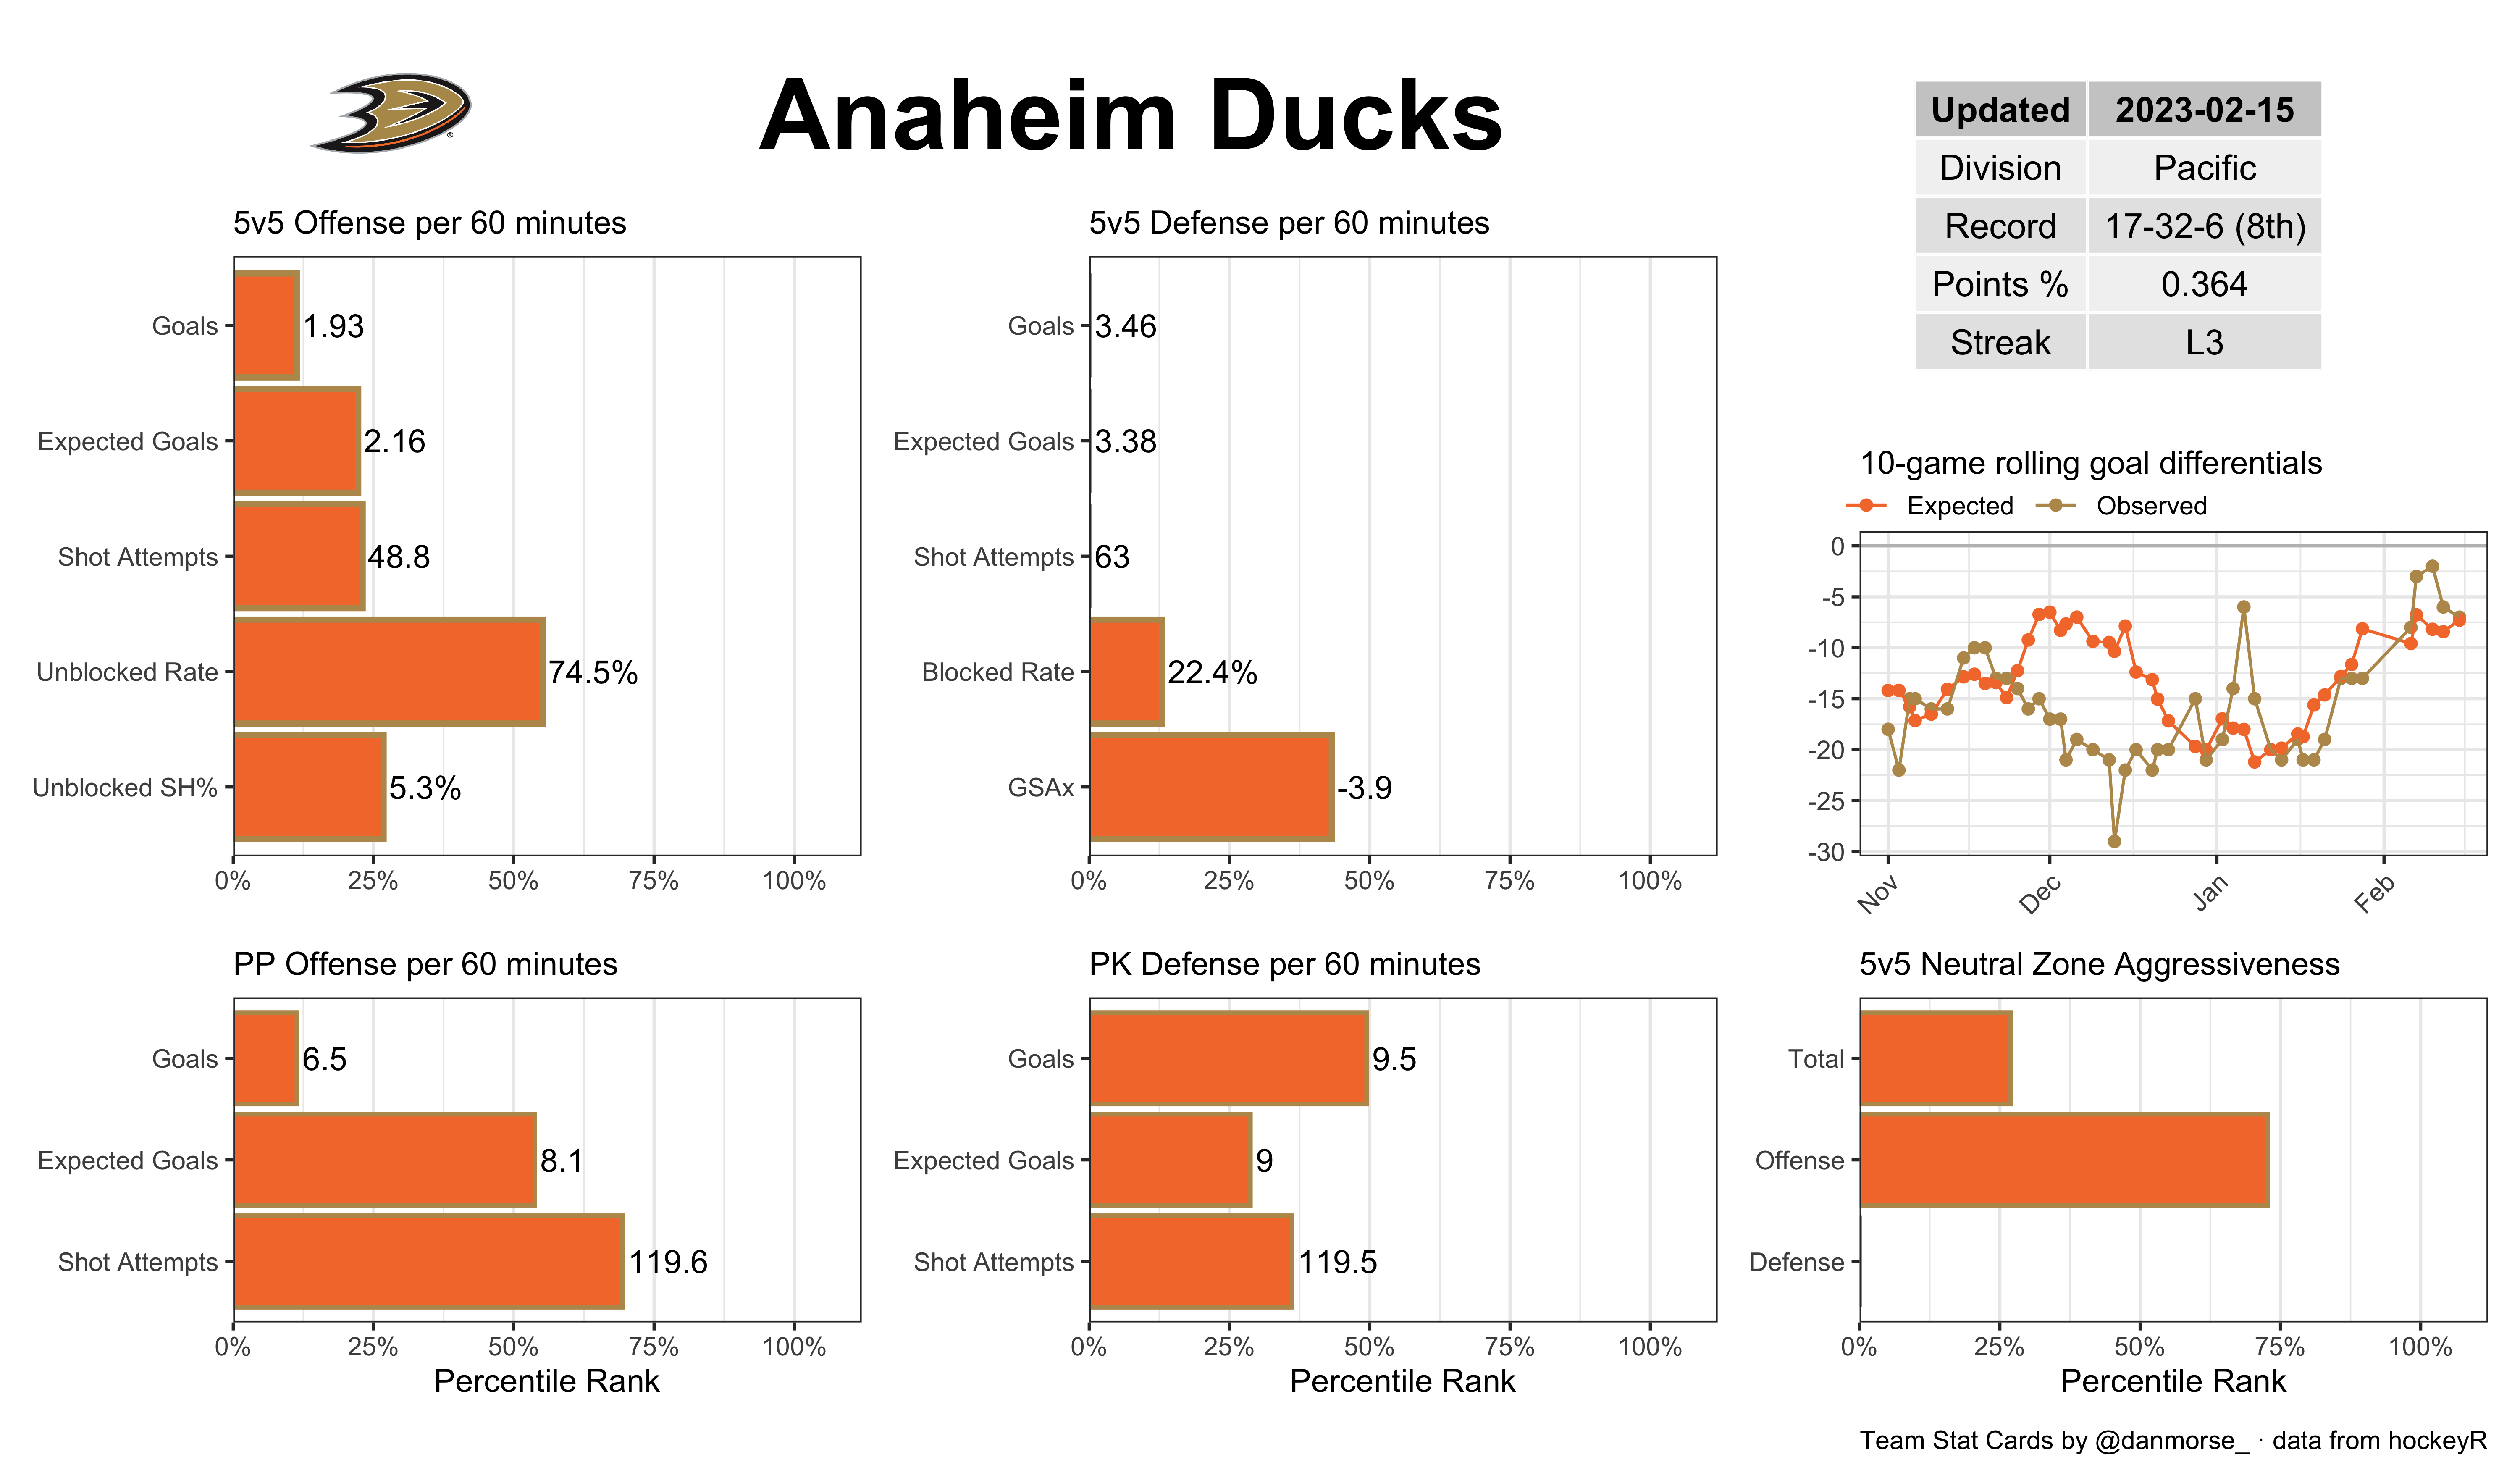 Anaheim Ducks
®
Updated 2023-02-15
Division Pacific
Record 17-32-6 (8th)
Points % 0.364
Streak L3
5v5 Offense per 60 minutes
Goals 1.93
Expected Goals 2.16
Shot Attempts 48.8
Unblocked Rate 74.5%
Unblocked SH% 5.3%
0% 25% 50% 75% 100%
5v5 Defense per 60 minutes
Goals 3.46
Expected Goals 3.38
Shot Attempts 63
Blocked Rate 22.4%
GSAx -3.9
0% 25% 50% 75% 100%
10-game rolling goal differentials
Expected Observed
0
-5
-10
-15
-20
-25
-30
Nov Dec Jan Feb
PP Offense per 60 minutes
Goals 6.5
Expected Goals 8.1
Shot Attempts 119.6
0% 25% 50% 75% 100%
Percentile Rank
PK Defense per 60 minutes
Goals 9.5
Expected Goals 9
Shot Attempts 119.5
0% 25% 50% 75% 100%
Percentile Rank
5v5 Neutral Zone Aggressiveness
Total
Offense
Defense
0% 25% 50% 75% 100%
Percentile Rank
Team Stat Cards by @danmorse_ · data from hockeyR